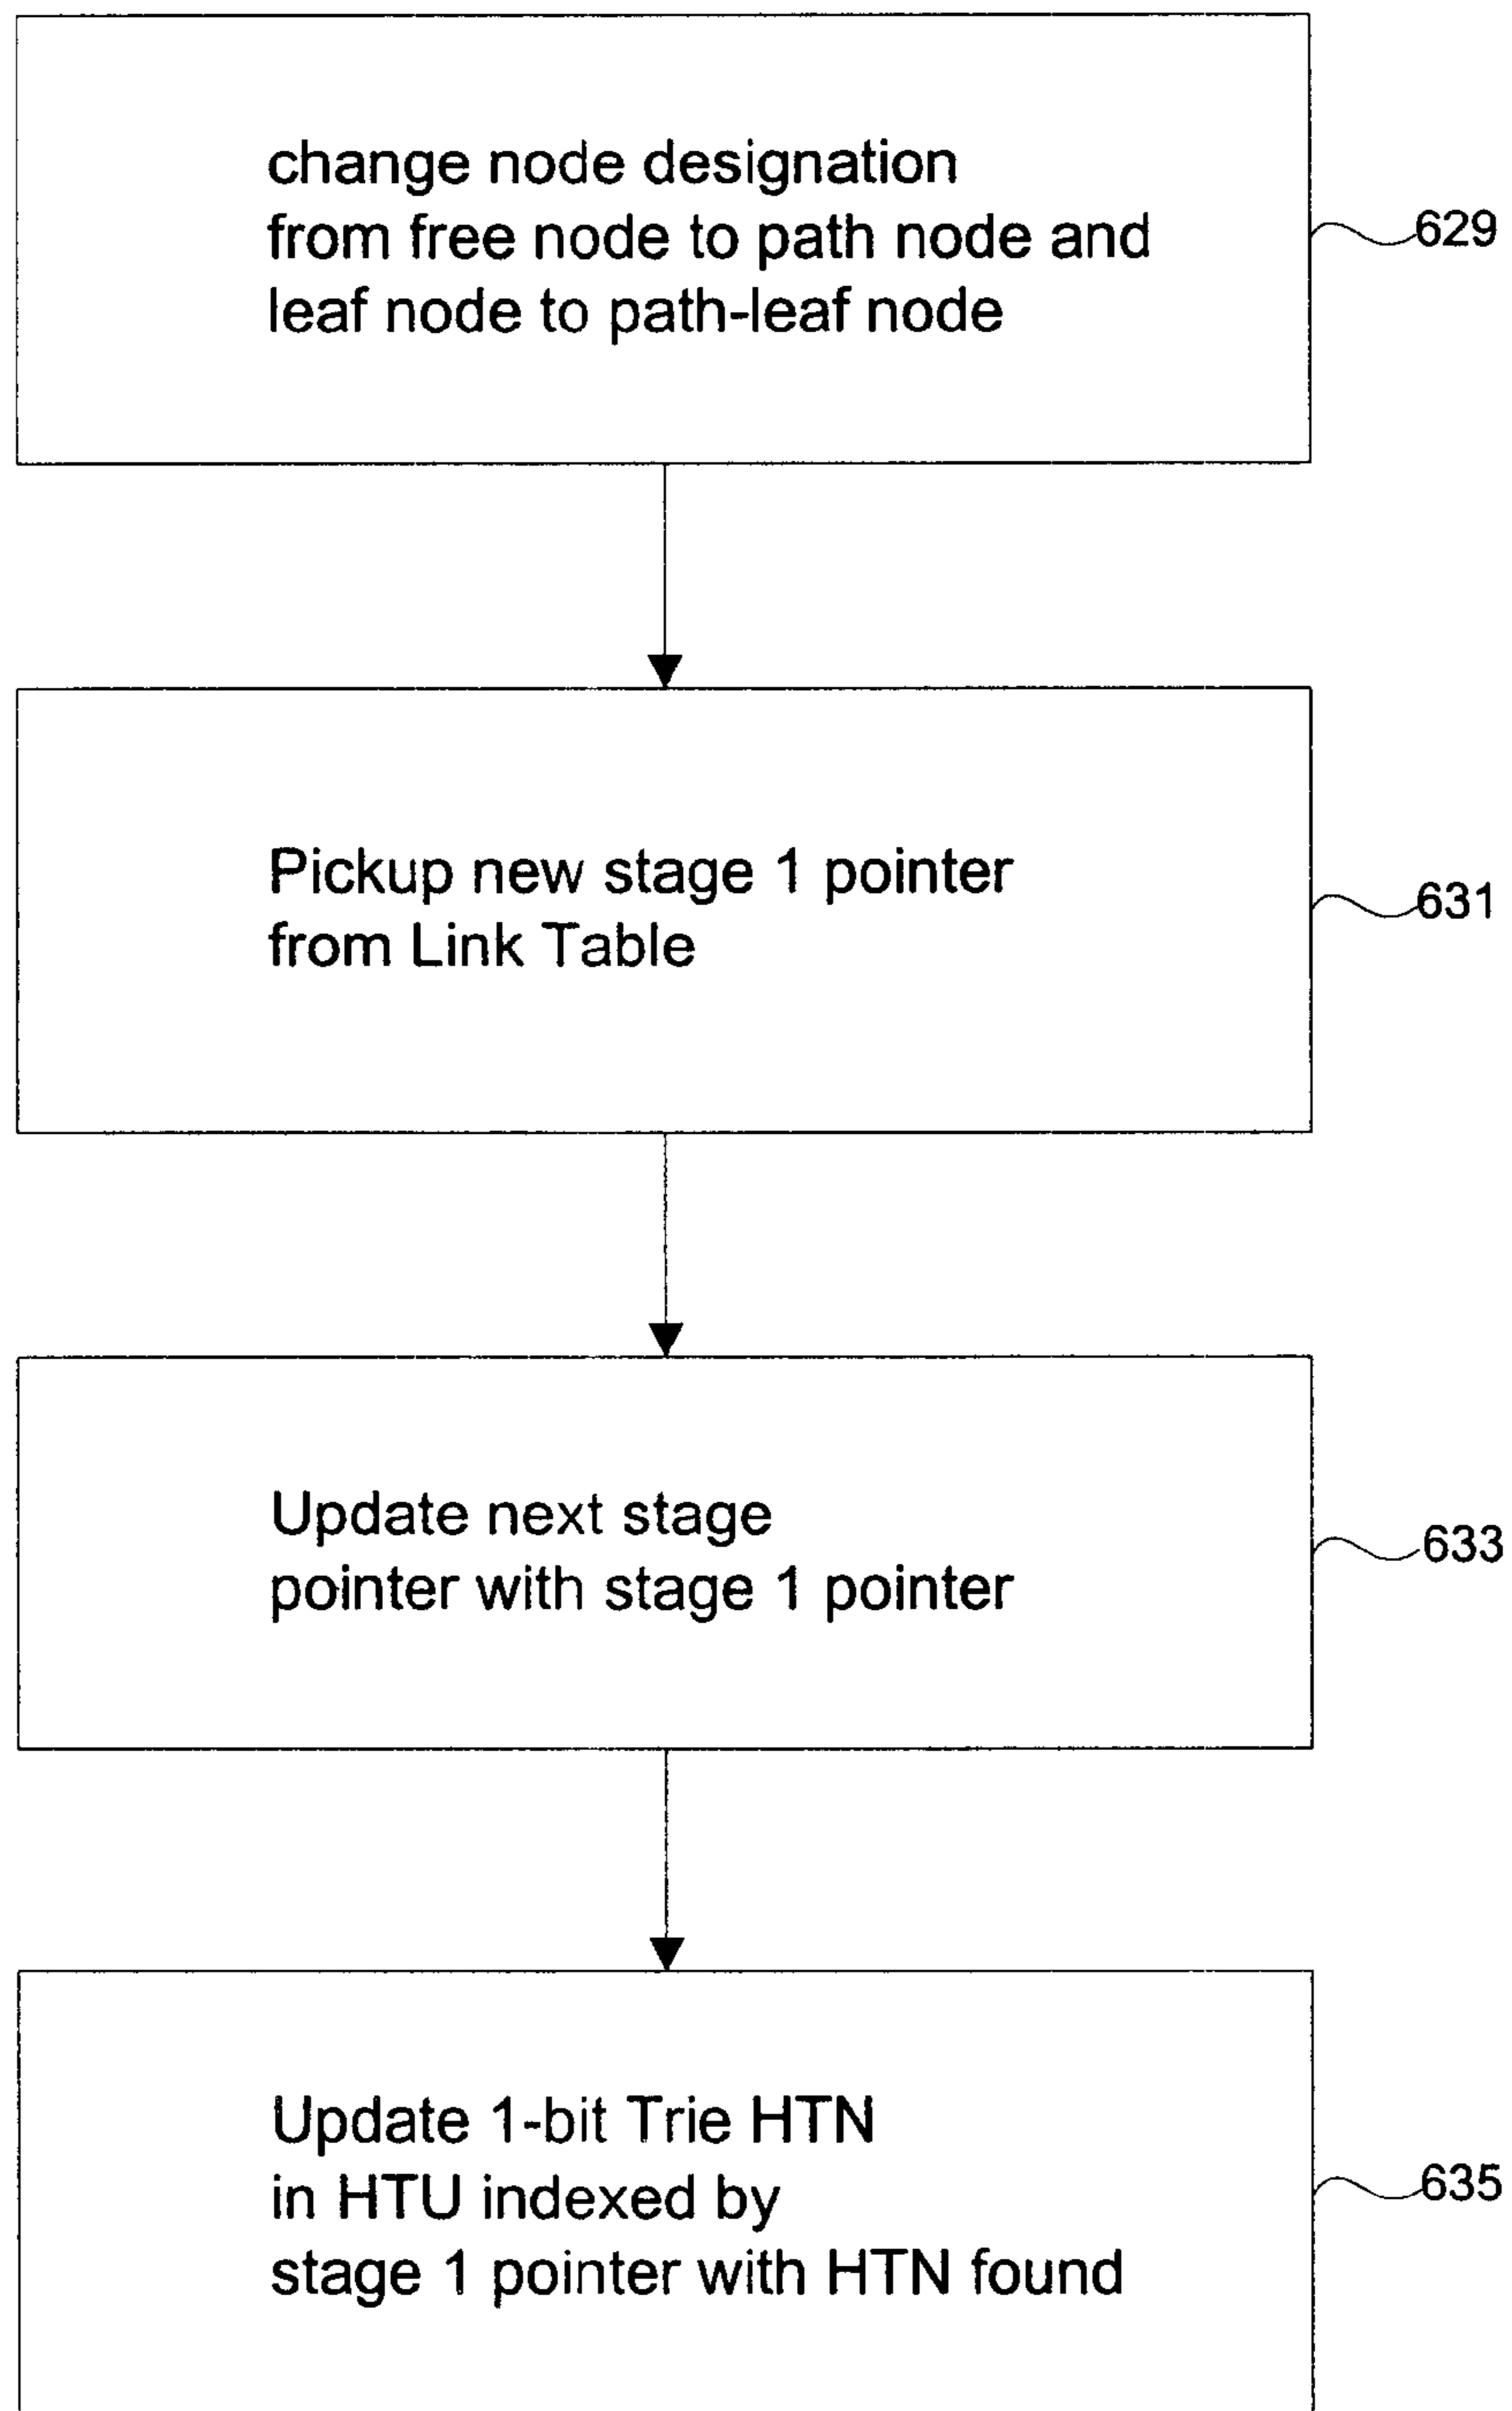 change node designation
from free node to path node and
leaf node to path-leaf node
629
Pickup new stage 1 pointer
from Link Table
631
Update next stage
pointer with stage 1 pointer
633
Update 1-bit Trie HTN
in HTU indexed by
stage 1 pointer with HTN found
635